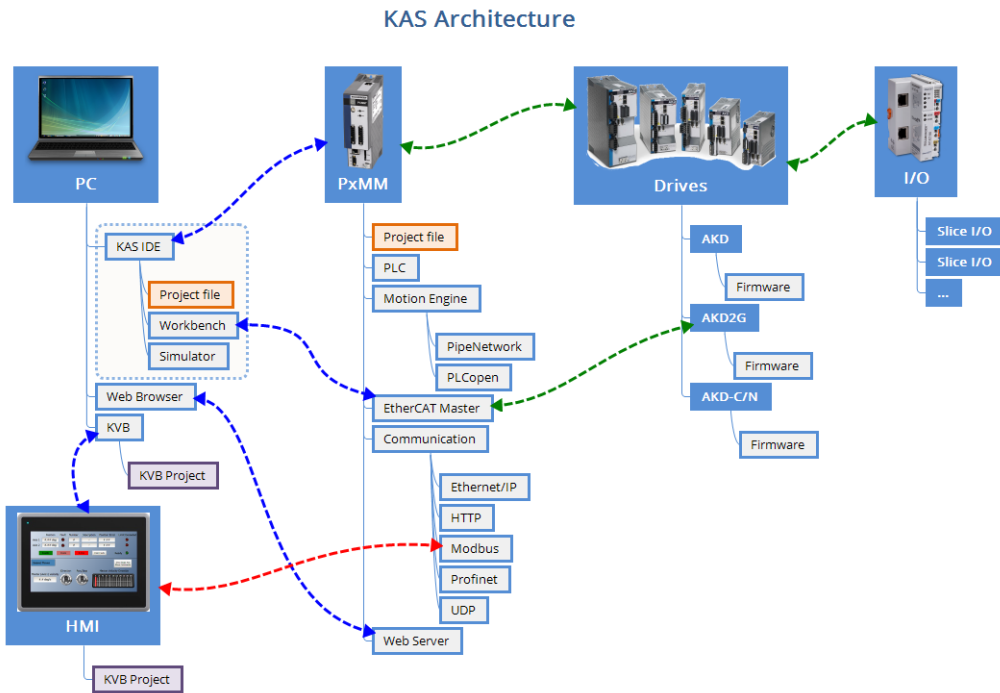 KAS Architecture
PC
KAS IDE
Project file
Workbench
Simulator
Web Browser
KVB
KVB Project
HMI
KVB Project
PxMM
Project file
PLC
Motion Engine
PipeNetwork
PLCopen
EtherCAT Master
Communication
Ethernet/IP
HTTP
Modbus
Profinet
UDP
Web Server
Drives
AKD
Firmware
AKD2G
Firmware
AKD-C/N
Firmware
I/O
Slice I/O
Slice I/O
...